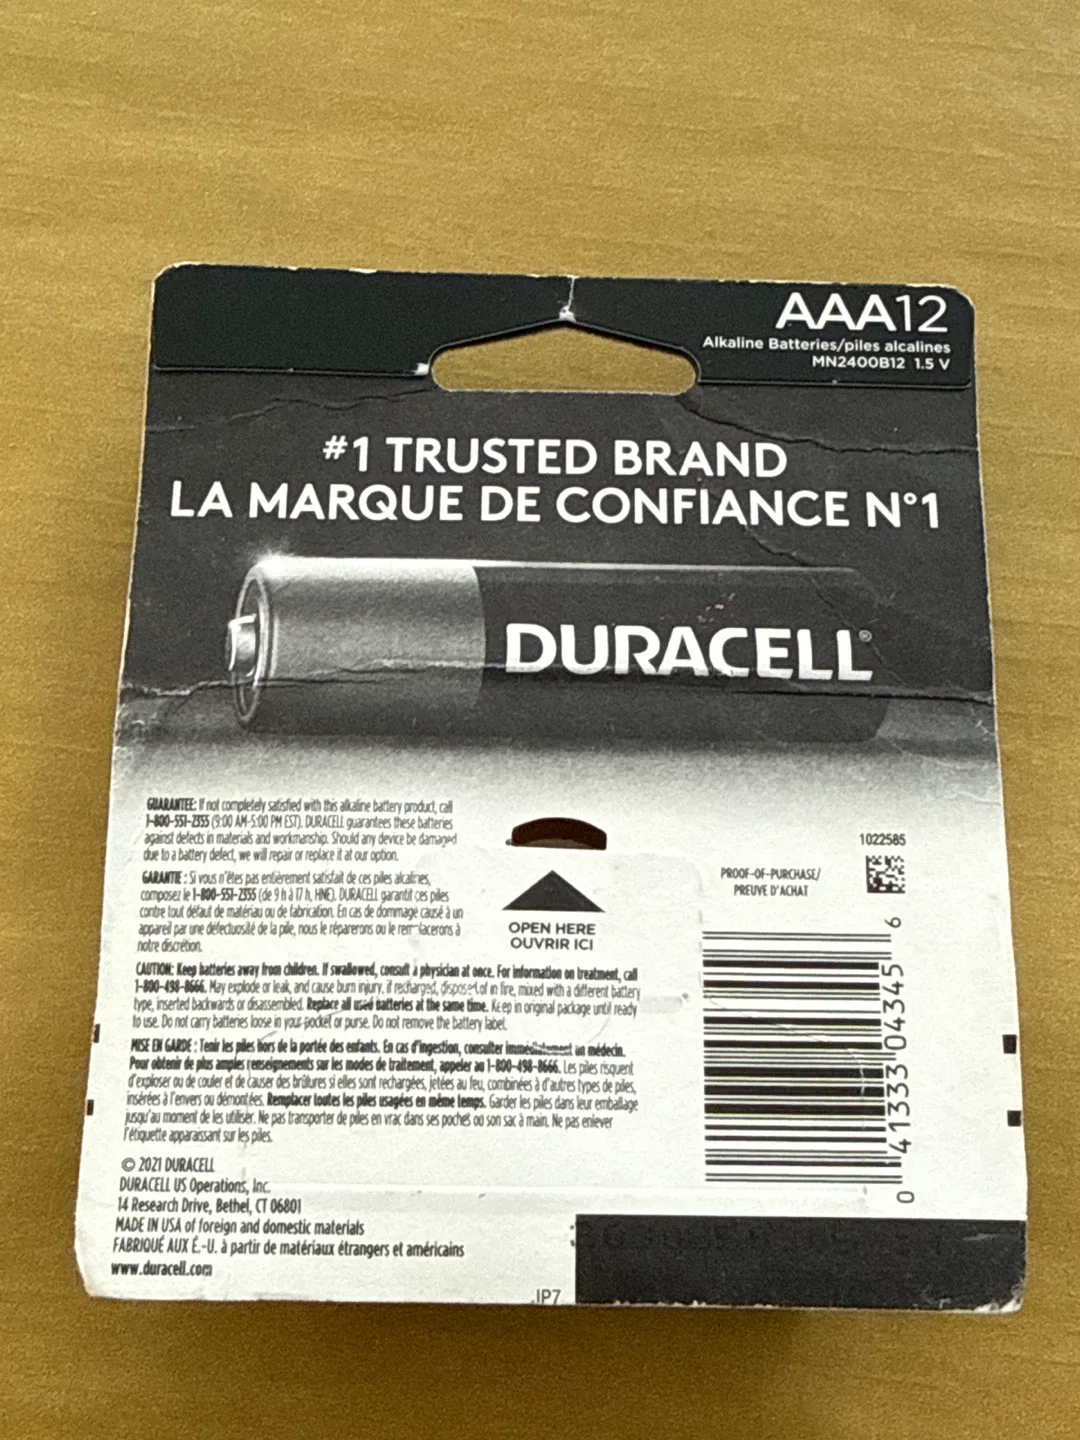 AAA12
Alkaline Batteries/piles alcalines
MN2400B12 1.5 V
#1 TRUSTED BRAND
LA MARQUE DE CONFIANCE N°1
DURACELL®
GUARANTEE: If not completely satisfied with this alkaline battery product, call
1-800-551-2355 (9:00 AM-5:00 PM EST). DURACELL guarantees these batteries
against defects in materials and workmanship. Should any device be damaged
due to a battery defect, we will repair or replace it at our option.
GARANTIE : Si vous n'êtes pas entièrement satisfait de ces piles alcalines,
composez le 1-800-551-2355 (de 9 h à 17 h, HNE). DURACELL garantit ces piles
contre tout défaut de matériau ou de fabrication. En cas de dommage causé à un
appareil par une défectuosité de la pile, nous le réparerons ou le remplacerons à
notre discrétion.
CAUTION: Keep batteries away from children. If swallowed, consult a physician at once. For information on treatment, call
1-800-498-8666. May explode or leak, and cause burn injury, if recharged, disposed of in fire, mixed with a different battery
type, inserted backwards or disassembled. Replace all used batteries at the same time. Keep in original package until ready
to use. Do not carry batteries loose in your pocket or purse. Do not remove the battery label.
MISE EN GARDE : Tenir les piles hors de la portée des enfants. En cas d'ingestion, consulter immédiatement un médecin.
Pour obtenir de plus amples renseignements sur les modes de traitement, appeler au 1-800-498-8666. Les piles risquent
d'exploser ou de couler et de causer des brûlures si elles sont rechargées, jetées au feu, combinées à d'autres types de piles,
insérées à l'envers ou démontées. Remplacer toutes les piles usagées en même temps. Garder les piles dans leur emballage
jusqu'au moment de les utiliser. Ne pas transporter de piles en vrac dans ses poches ou son sac à main. Ne pas enlever
l'étiquette apparaissant sur les piles.
© 2021 DURACELL
DURACELL US Operations, Inc.
14 Research Drive, Bethel, CT 06801
MADE IN USA of foreign and domestic materials
FABRIQUÉ AUX É.-U. à partir de matériaux étrangers et américains
www.duracell.com
OPEN HERE
OUVRIR ICI
1022585
PROOF-OF-PURCHASE/
PREUVE D'ACHAT
0 41333 04345 6
JP7